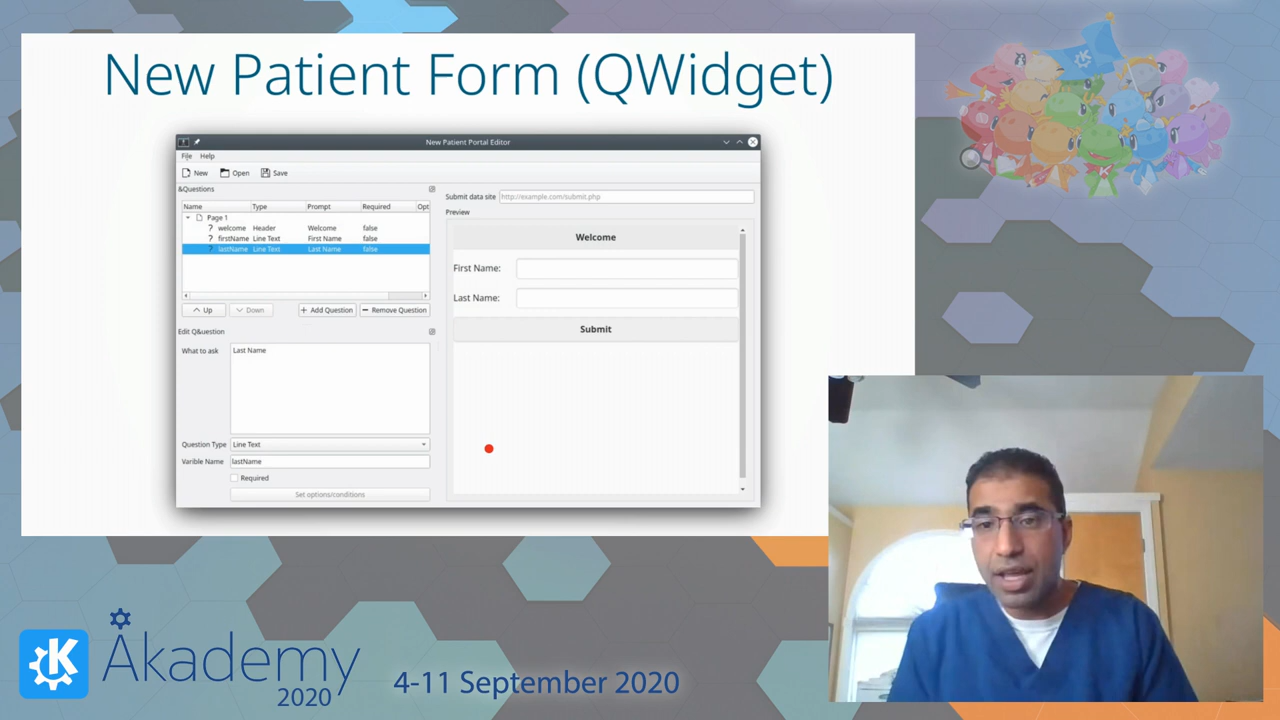 New Patient Form (QWidget)
New Patient Portal Editor
File Help
New Open Save
&Questions
Name Type Prompt Required Opt
Page 1
? welcome Header Welcome false
? firstName Line Text First Name false
? lastName Line Text Last Name false
Up Down + Add Question − Remove Question
Edit Q&uestion
What to ask Last Name
Question Type Line Text
Varible Name lastName
Required
Set options/conditions
Submit data site http://example.com/submit.php
Preview
Welcome
First Name:
Last Name:
Submit
K
K
K Akademy
2020
4-11 September 2020